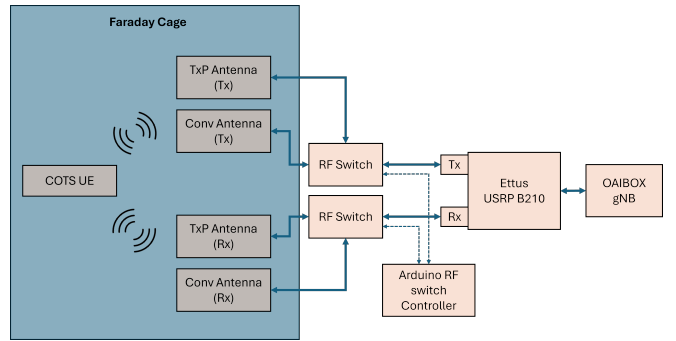 Faraday Cage
TxP Antenna
(Tx)
Conv Antenna
(Tx)
COTS UE
TxP Antenna
(Rx)
Conv Antenna
(Rx)
RF Switch
RF Switch
Tx
Rx
Ettus
USRP B210
OAIBOX
gNB
Arduino RF
switch
Controller